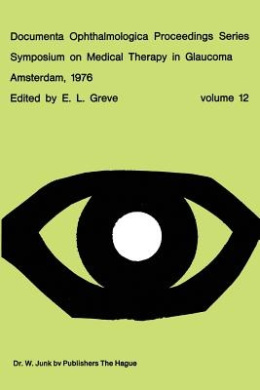 Documenta Ophthalmologica Proceedings Series
Symposium on Medical Therapy in Glaucoma
Amsterdam, 1976
Edited by E. L. Greve volume 12
Dr. W. Junk bv Publishers The Hague